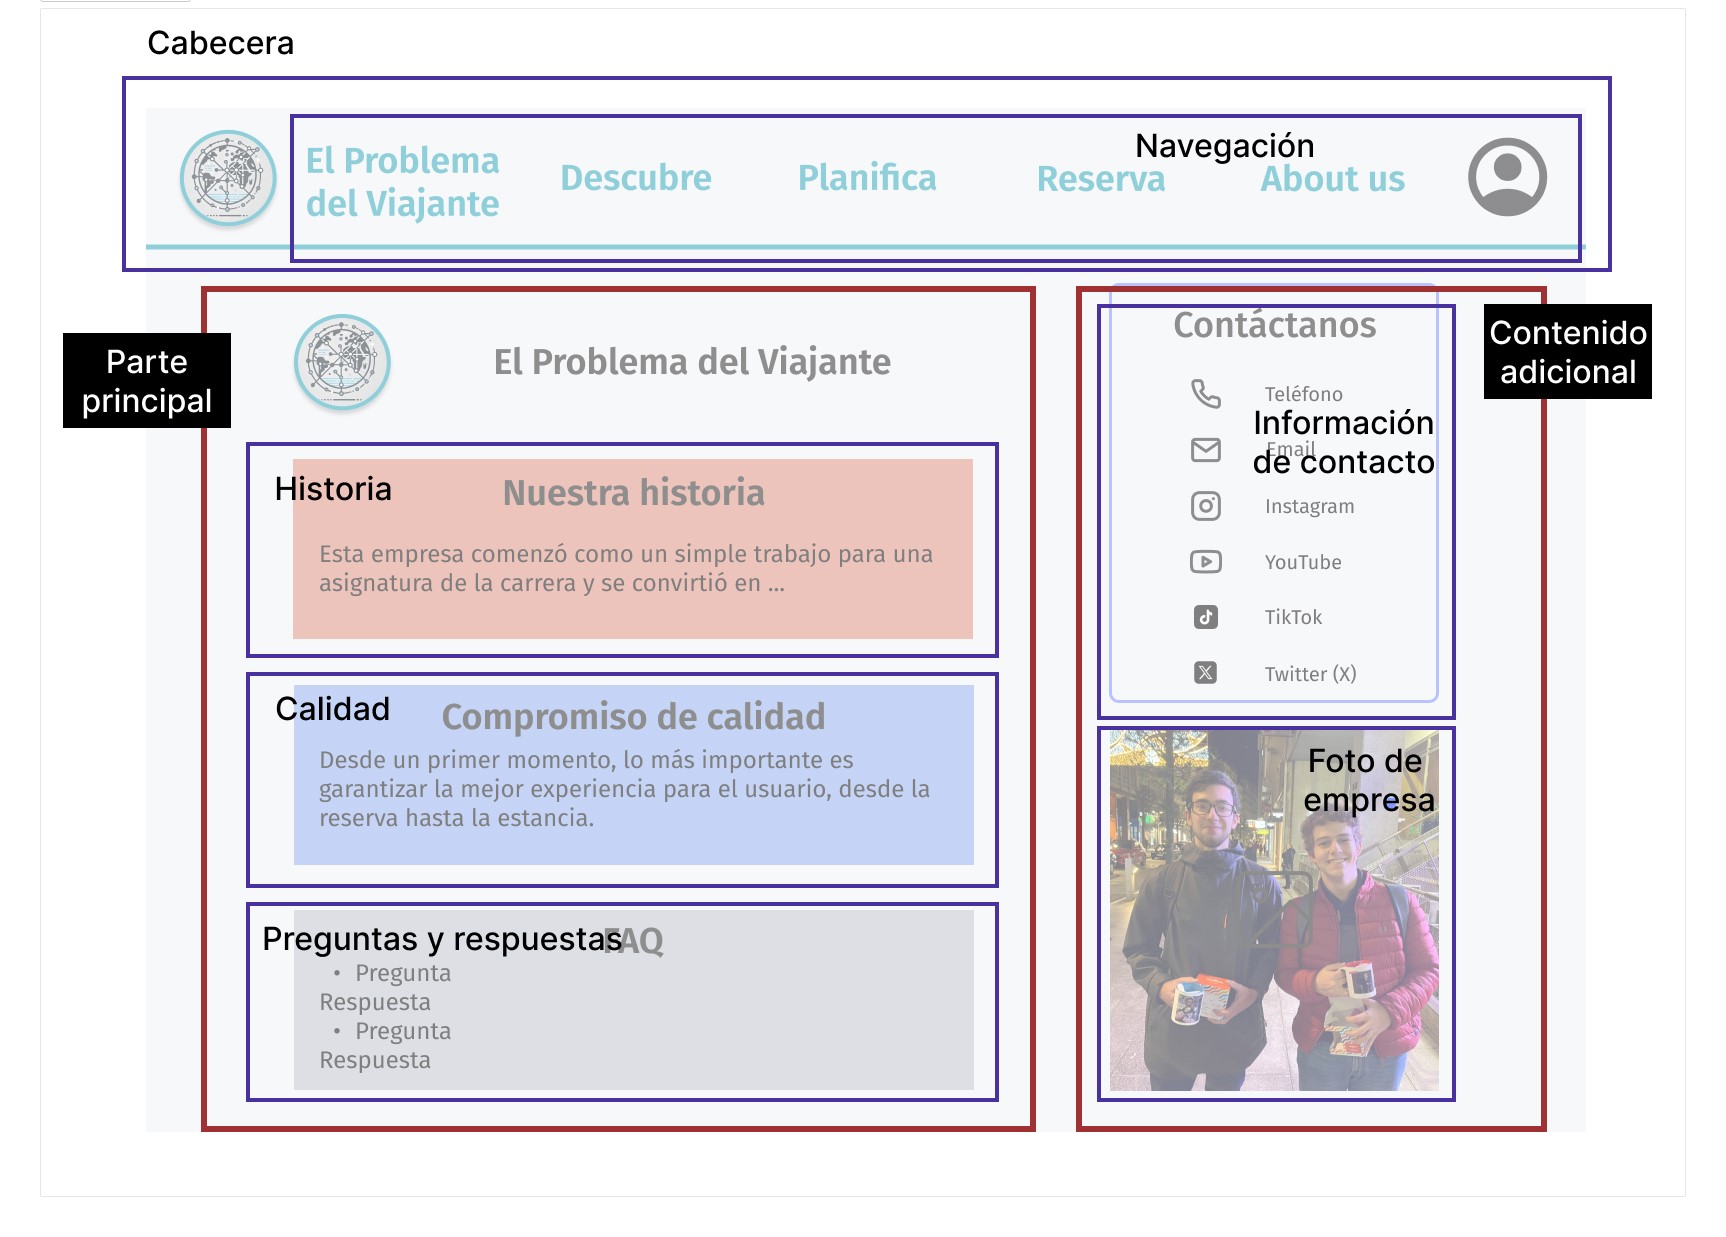 Cabecera
Navegación
El Problema
del Viajante
Descubre
Planifica
Reserva
About us
Parte
principal
El Problema del Viajante
Historia
Nuestra historia
Esta empresa comenzó como un simple trabajo para una
asignatura de la carrera y se convirtió en ...
Calidad
Compromiso de calidad
Desde un primer momento, lo más importante es
garantizar la mejor experiencia para el usuario, desde la
reserva hasta la estancia.
Preguntas y respuestas
FAQ
• Pregunta
Respuesta
• Pregunta
Respuesta
Contenido
adicional
Contáctanos
Teléfono
Información
de contacto
Email
Instagram
YouTube
TikTok
Twitter (X)
Foto de
empresa